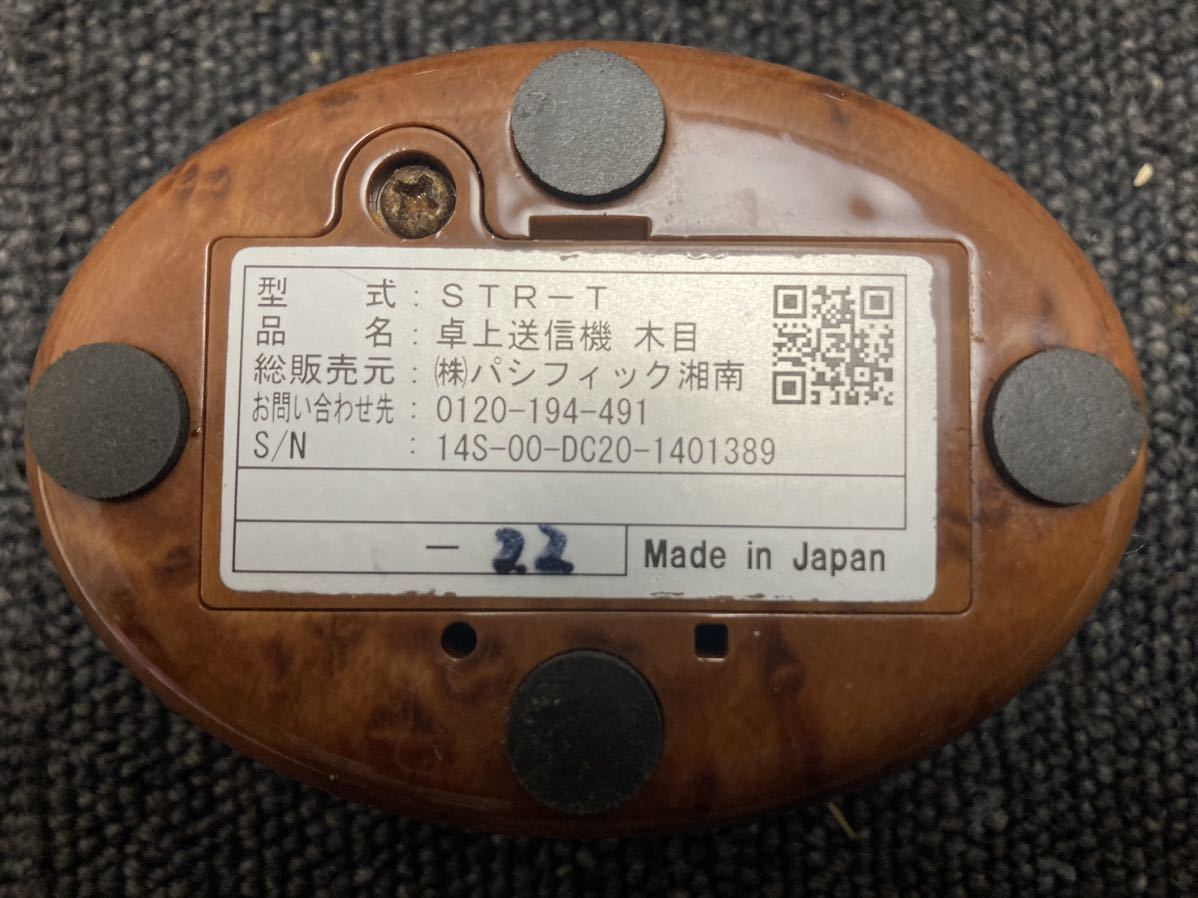 型　　式：ＳＴＲ－Ｔ
品　　名：卓上送信機 木目
総販売元：㈱パシフィック湘南
お問い合わせ先：0120-194-491
S/N：14S-00-DC20-1401389
－ 22
Made in Japan